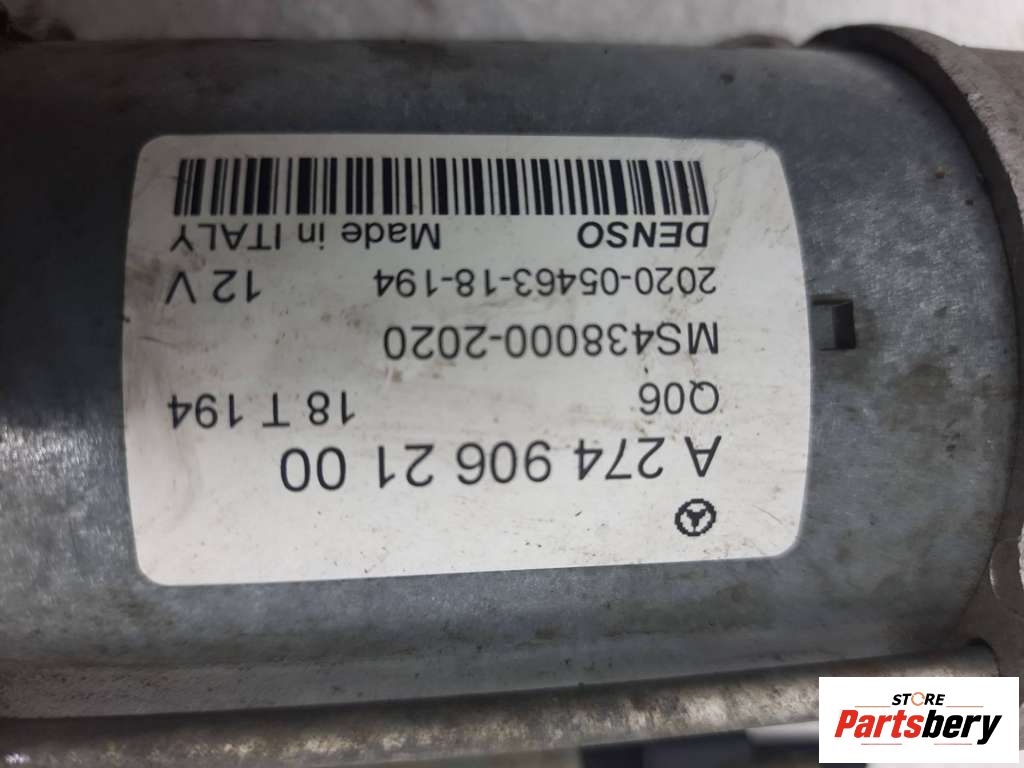 A 274 906 21 00
Q06 18 T 194
MS438000-2020
2020-05463-18-194 12 V
DENSO Made in ITALY
STORE
Partsbery